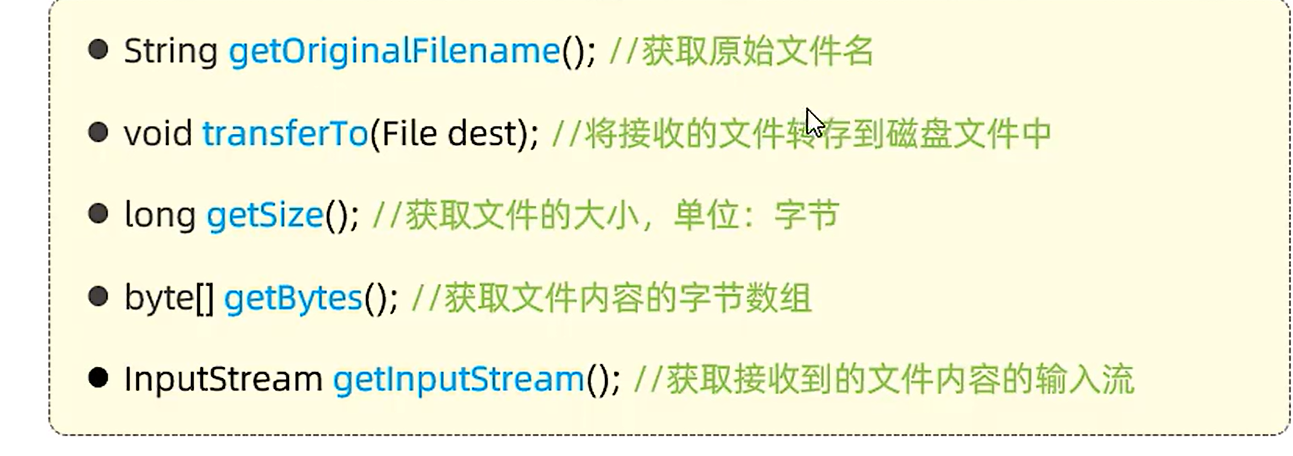 ● String getOriginalFilename(); //获取原始文件名
● void transferTo(File dest); //将接收的文件转存到磁盘文件中
● long getSize(); //获取文件的大小，单位：字节
● byte[] getBytes(); //获取文件内容的字节数组
● InputStream getInputStream(); //获取接收到的文件内容的输入流